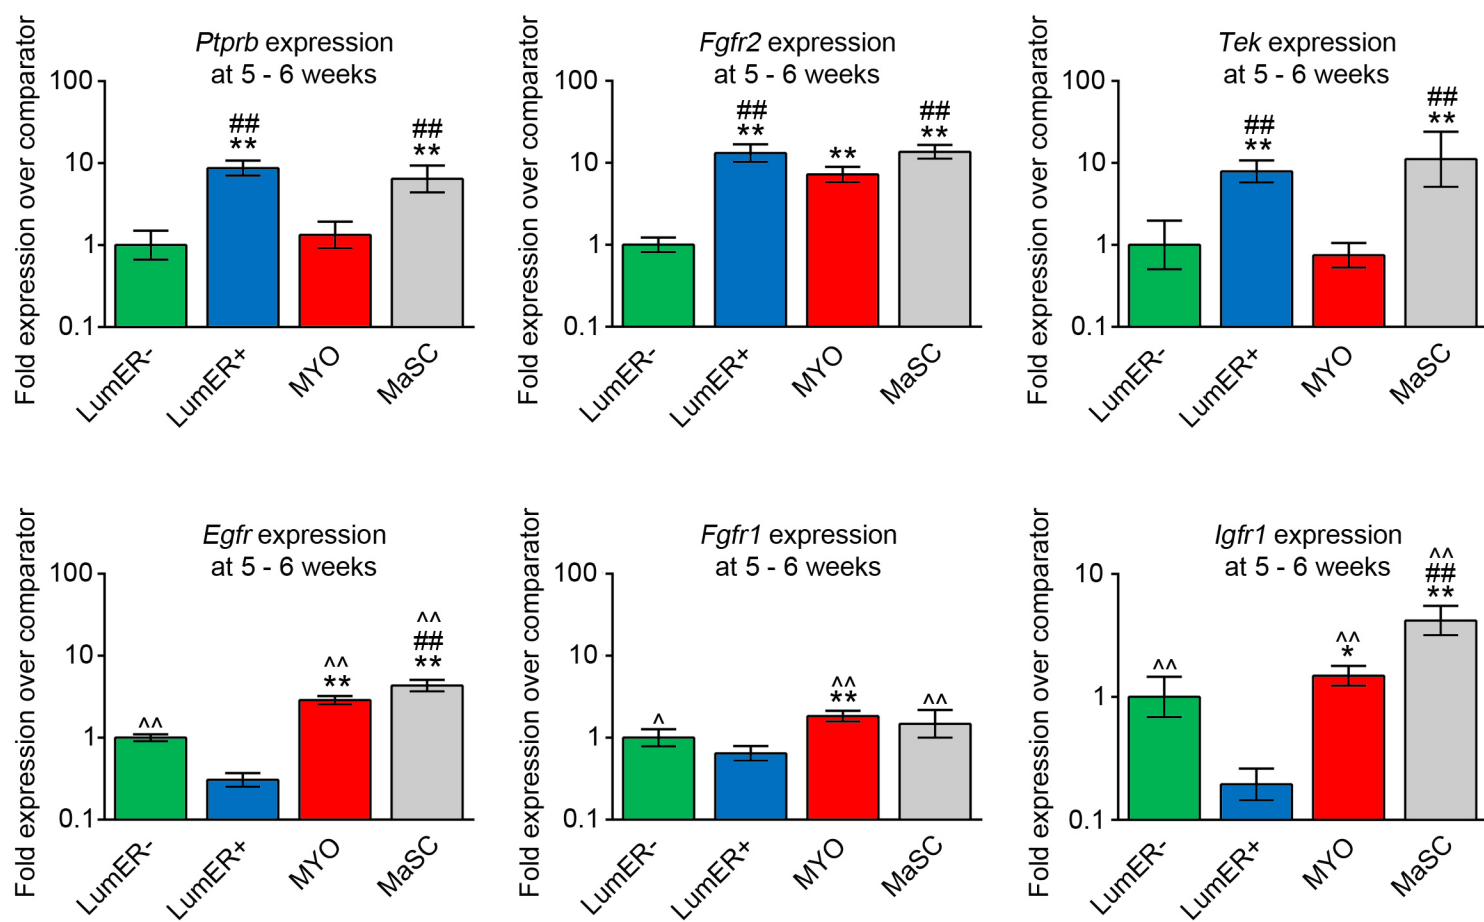 Ptprb expression
at 5 - 6 weeks
Fold expression over comparator
100
10
1
0.1
##
**
##
**
LumER-
LumER+
MYO
MaSC
Fgfr2 expression
at 5 - 6 weeks
Fold expression over comparator
100
10
1
0.1
##
**
**
##
**
LumER-
LumER+
MYO
MaSC
Tek expression
at 5 - 6 weeks
Fold expression over comparator
100
10
1
0.1
##
**
##
**
LumER-
LumER+
MYO
MaSC
Egfr expression
at 5 - 6 weeks
Fold expression over comparator
100
10
1
0.1
^^
^^
**
^^
##
**
LumER-
LumER+
MYO
MaSC
Fgfr1 expression
at 5 - 6 weeks
Fold expression over comparator
100
10
1
0.1
^
^^
**
^^
LumER-
LumER+
MYO
MaSC
Igfr1 expression
at 5 - 6 weeks
Fold expression over comparator
10
1
0.1
^^
^^
*
^^
##
**
LumER-
LumER+
MYO
MaSC